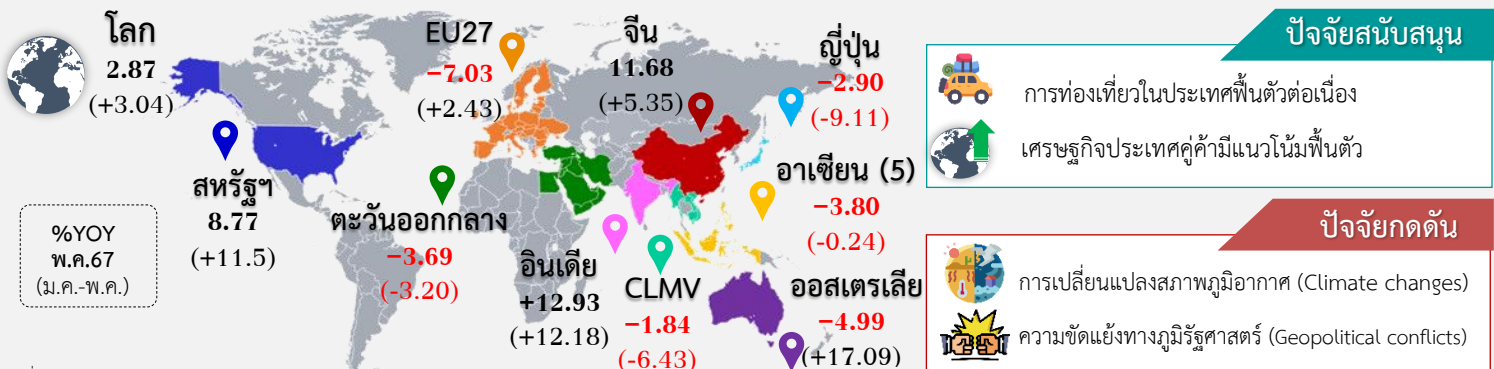 โลก
2.87
(+3.04)
EU27
−7.03
(+2.43)
จีน
11.68
(+5.35)
ญี่ปุ่น
−2.90
(-9.11)
สหรัฐฯ
8.77
(+11.5)
ตะวันออกกลาง
−3.69
(-3.20)
อินเดีย
+12.93
(+12.18)
CLMV
−1.84
(-6.43)
อาเซียน (5)
−3.80
(-0.24)
ออสเตรเลีย
−4.99
(+17.09)
%YOY
พ.ค.67
(ม.ค.-พ.ค.)
ปัจจัยสนับสนุน
การท่องเที่ยวในประเทศฟื้นตัวต่อเนื่อง
เศรษฐกิจประเทศคู่ค้ามีแนวโน้มฟื้นตัว
ปัจจัยกดดัน
การเปลี่ยนแปลงสภาพภูมิอากาศ (Climate changes)
ความขัดแย้งทางภูมิรัฐศาสตร์ (Geopolitical conflicts)